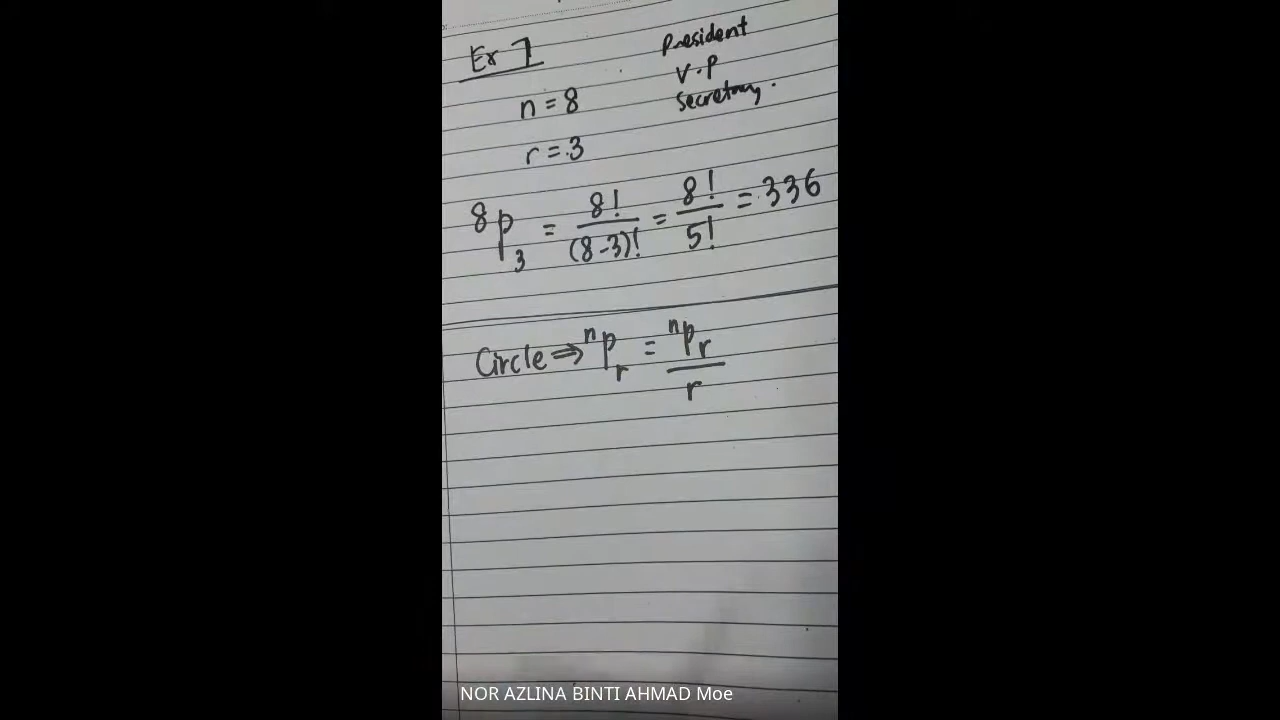 Ex 7
President
V.P
Secretary.
n = 8
r = 3
⁸P₃ = 8!/(8-3)! = 8!/5! = 336
Circle ⇒ ⁿPᵣ = ⁿPᵣ/r
NOR AZLINA BINTI AHMAD Moe